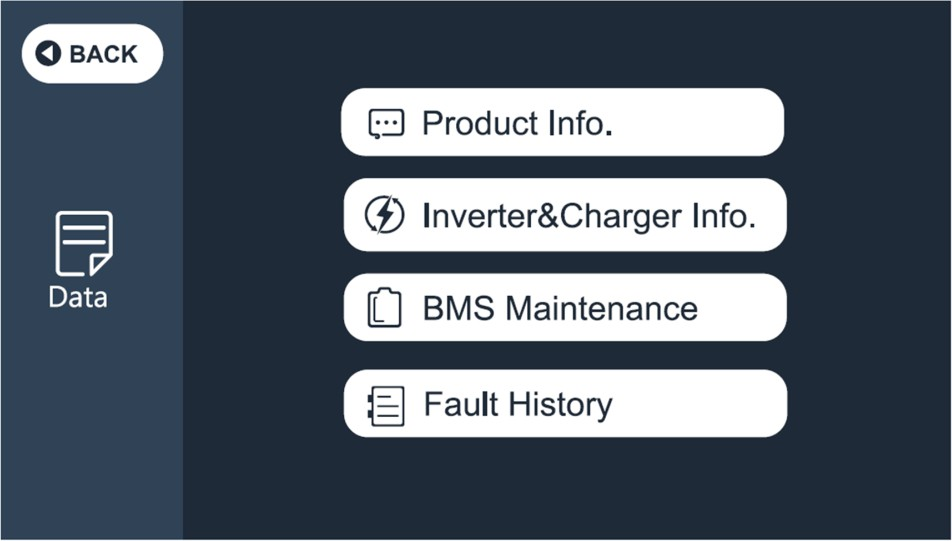 BACK
Data
Product Info.
Inverter&Charger Info.
BMS Maintenance
Fault History